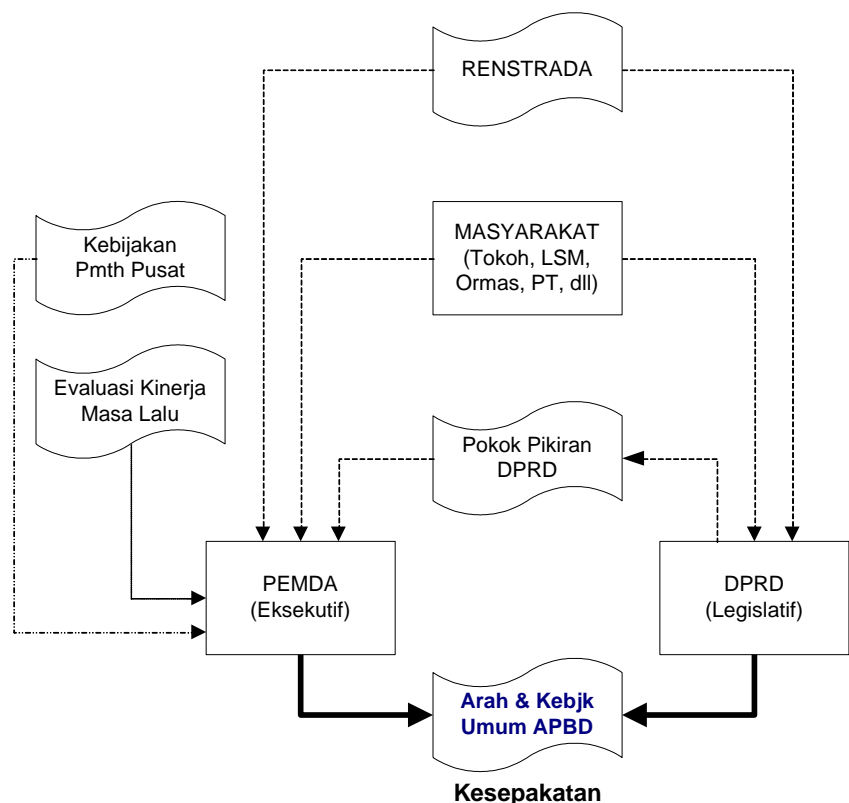 RENSTRADA
Kebijakan
Pmth Pusat
MASYARAKAT
(Tokoh, LSM,
Ormas, PT, dll)
Evaluasi Kinerja
Masa Lalu
Pokok Pikiran
DPRD
PEMDA
(Eksekutif)
DPRD
(Legislatif)
Arah & Kebjk
Umum APBD
Kesepakatan